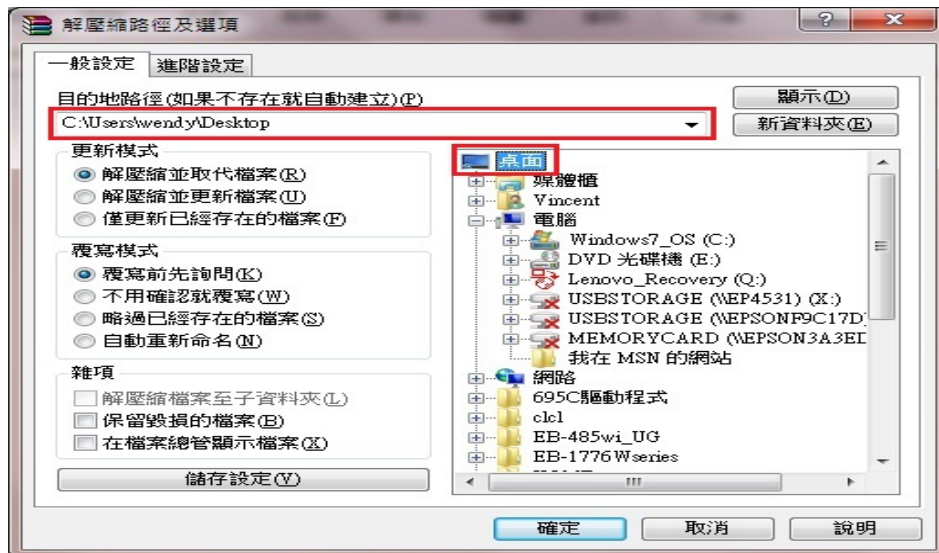 解壓縮路徑及選項
一般設定
進階設定
目的地路徑(如果不存在就自動建立)(P)
C:\Users\wendy\Desktop
顯示(D)
新資料夾(E)
更新模式
解壓縮並取代檔案(R)
解壓縮並更新檔案(U)
僅更新已經存在的檔案(F)
覆寫模式
覆寫前先詢問(K)
不用確認就覆寫(W)
略過已經存在的檔案(S)
自動重新命名(N)
雜項
解壓縮檔案至子資料夾(L)
保留毀損的檔案(B)
在檔案總管顯示檔案(X)
儲存設定(V)
桌面
媒體櫃
Vincent
電腦
Windows7_OS (C:)
DVD 光碟機 (E:)
Lenovo_Recovery (Q:)
USBSTORAGE (\\EP4531) (X:)
USBSTORAGE (\\EPSONF9C17D)
MEMORYCARD (\\EPSON3A3EI
我在 MSN 的網站
網路
695C驅動程式
clcl
EB-485wi_UG
EB-1776Wseries
確定
取消
說明